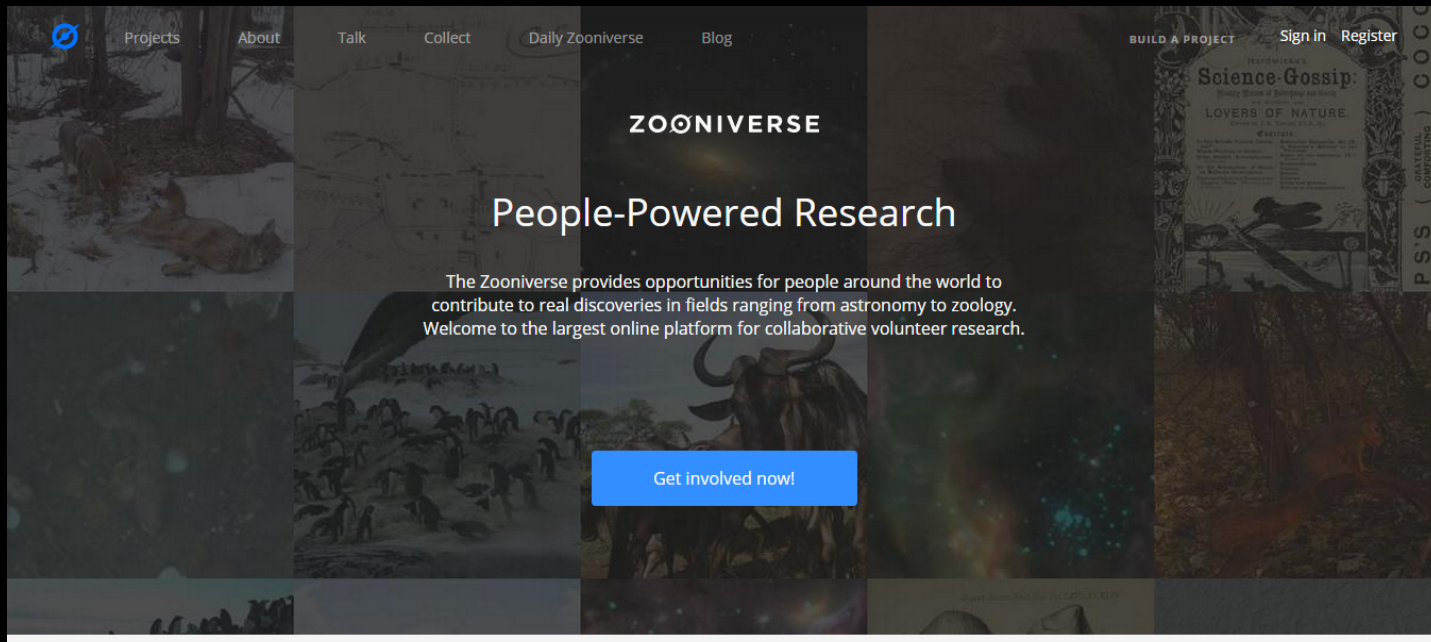 Projects About Talk Collect Daily Zooniverse Blog BUILD A PROJECT Sign in Register
ZOONIVERSE
People-Powered Research
The Zooniverse provides opportunities for people around the world to
contribute to real discoveries in fields ranging from astronomy to zoology.
Welcome to the largest online platform for collaborative volunteer research.
Get involved now!
Hardwicke's
Science-Gossip:
LOVERS OF NATURE.